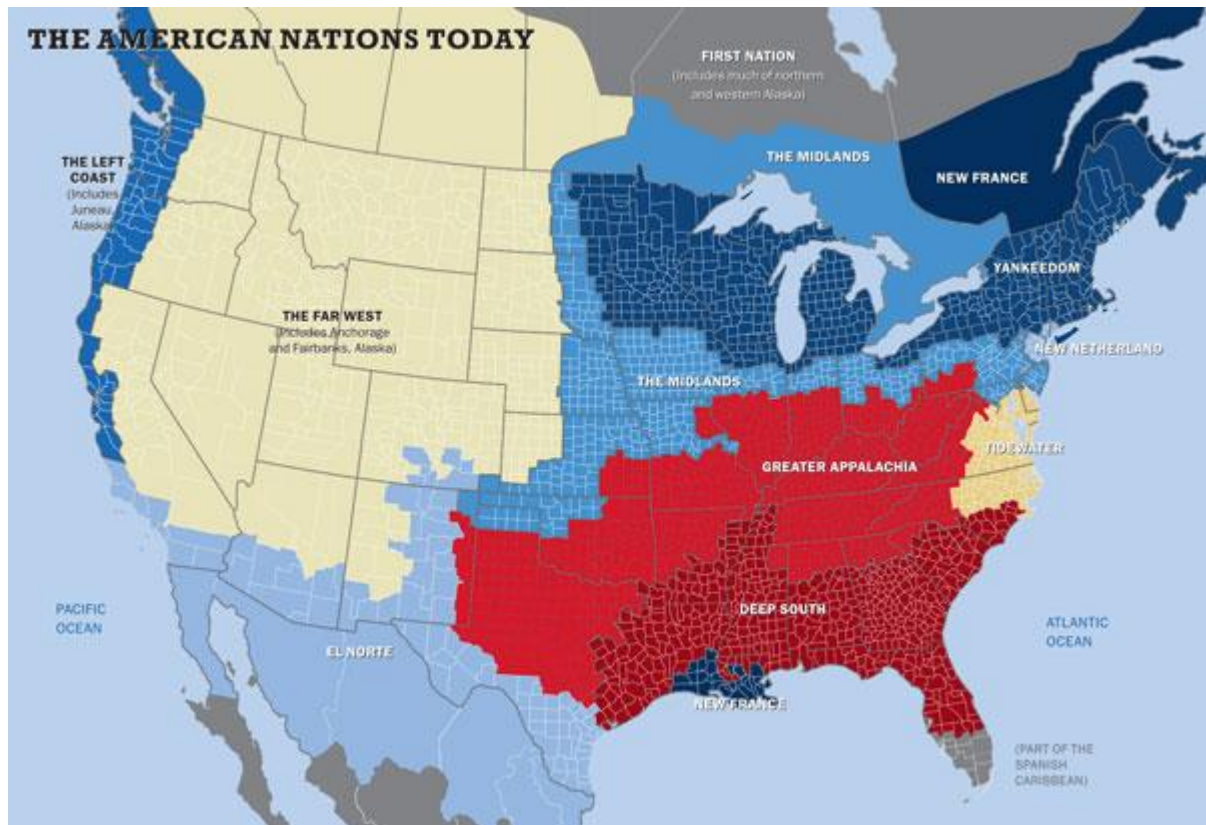 THE AMERICAN NATIONS TODAY
FIRST NATION
(includes much of northern
and western Alaska)
THE LEFT
COAST
(Includes
Juneau,
Alaska)
THE MIDLANDS
NEW FRANCE
YANKEEDOM
THE FAR WEST
(includes Anchorage
and Fairbanks, Alaska)
NEW NETHERLAND
THE MIDLANDS
TIDEWATER
GREATER APPALACHIA
PACIFIC
OCEAN
DEEP SOUTH
ATLANTIC
OCEAN
EL NORTE
NEW FRANCE
(PART OF THE
SPANISH
CARIBBEAN)